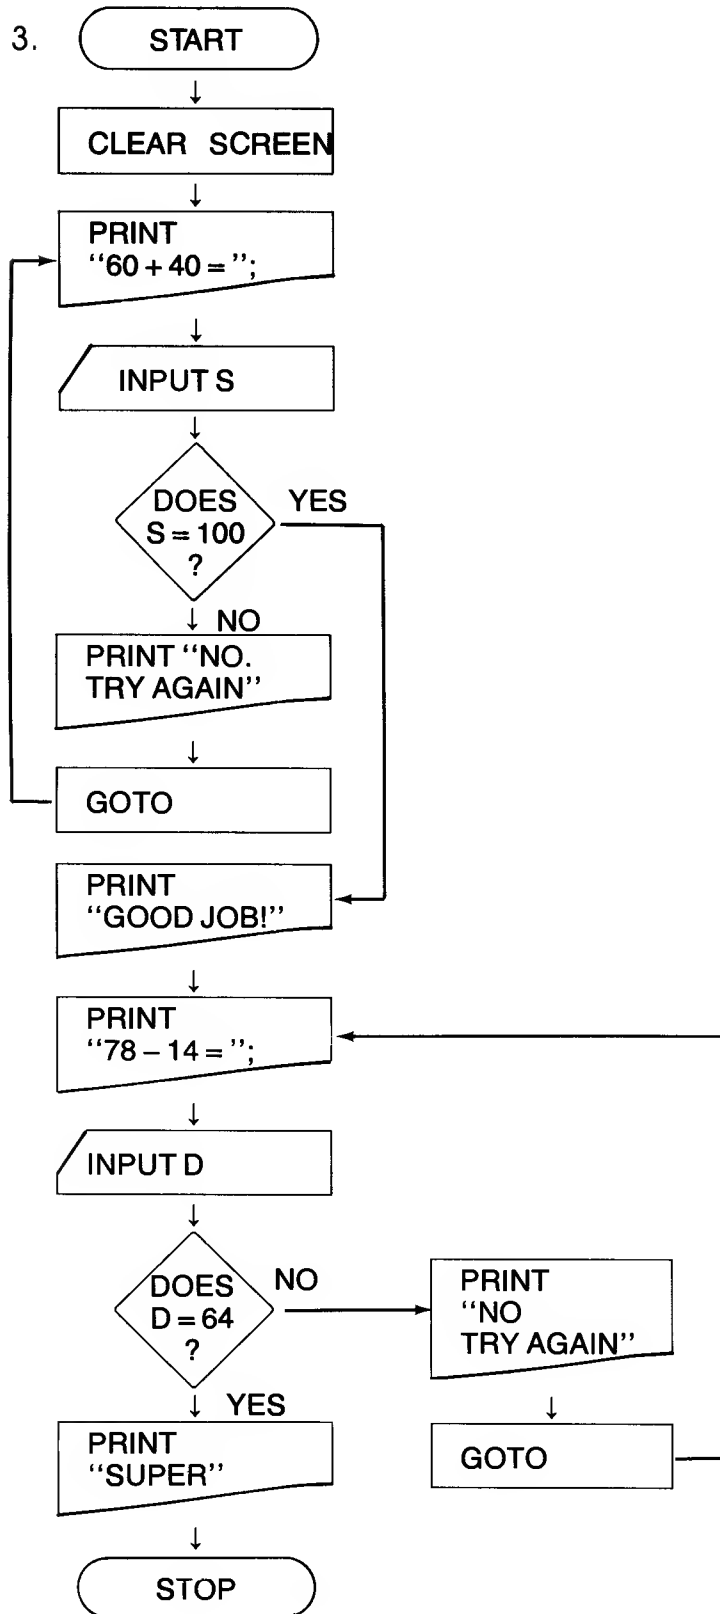 3.
START
CLEAR SCREEN
PRINT
“60 + 40 = ”;
INPUT S
DOES
S = 100
?
YES
NO
PRINT “NO.
TRY AGAIN”
GOTO
PRINT
“GOOD JOB!”
PRINT
“78 – 14 = ”;
INPUT D
DOES
D = 64
?
NO
PRINT
“NO
TRY AGAIN”
GOTO
YES
PRINT
“SUPER”
STOP